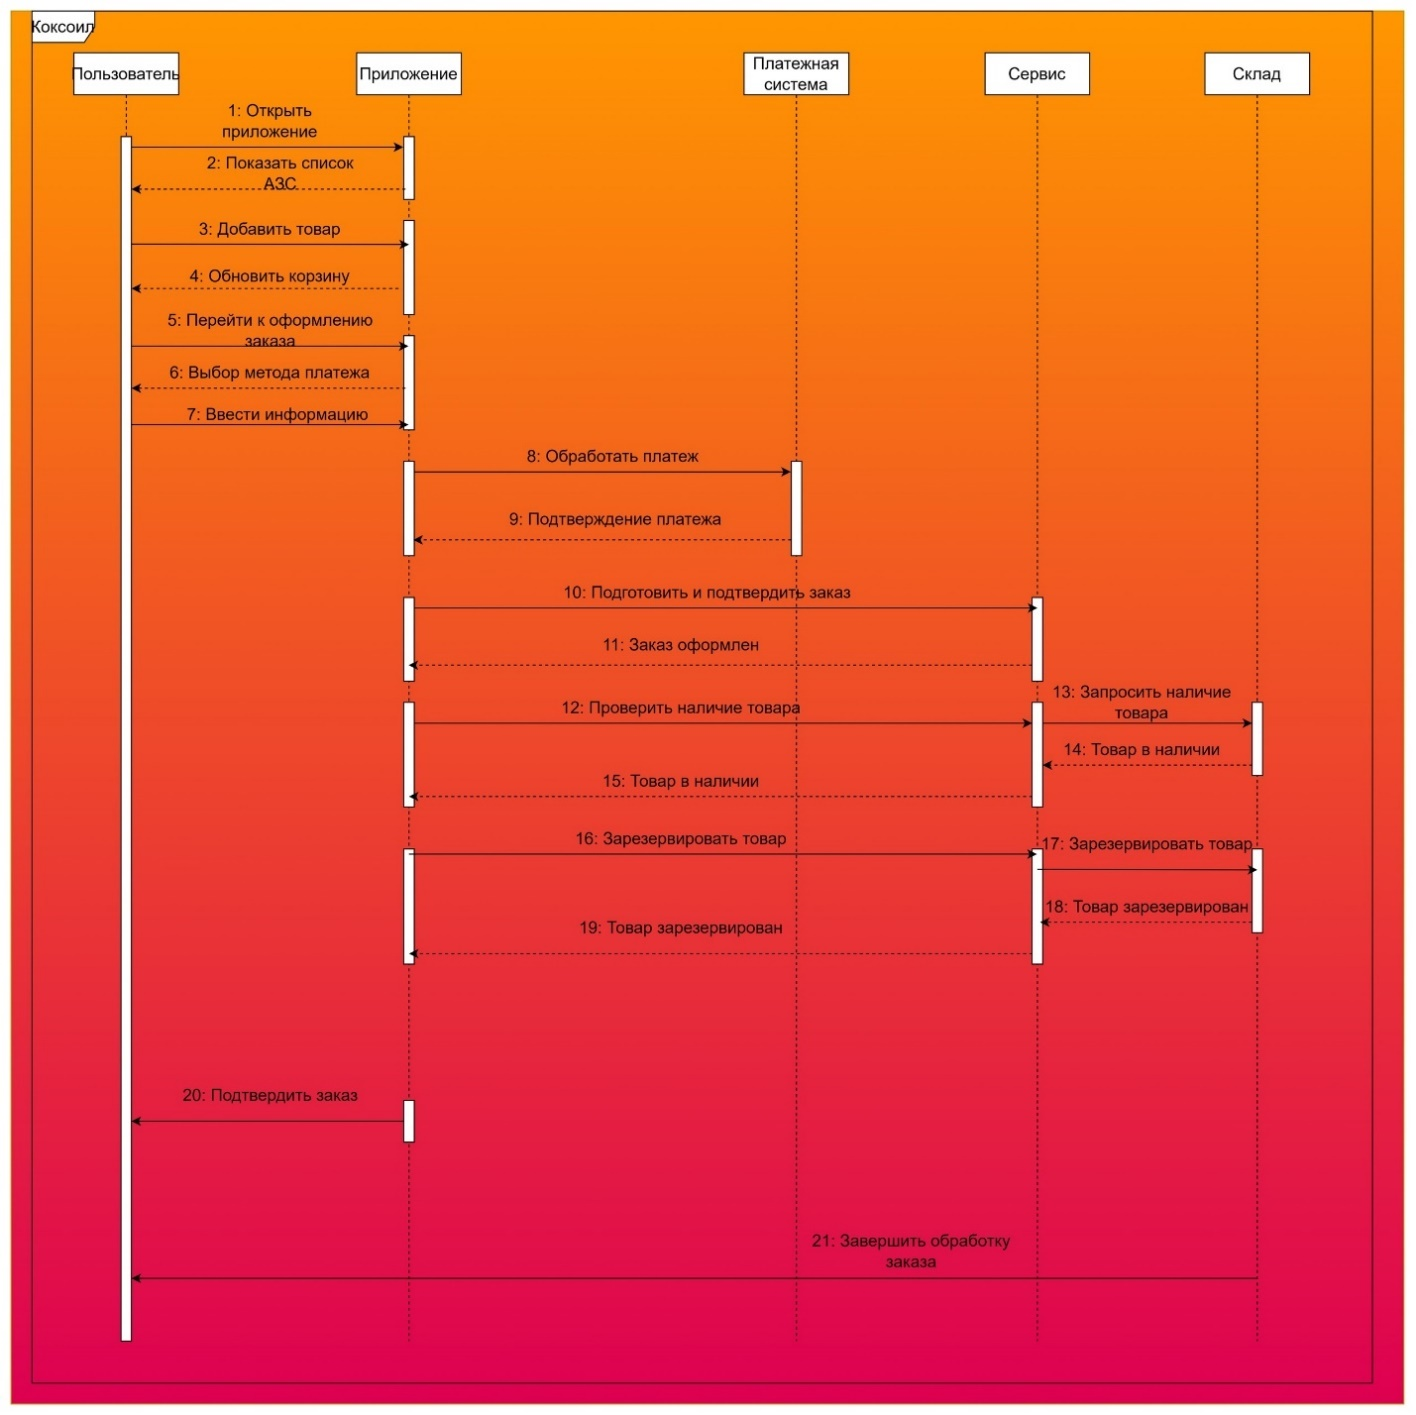 Коксоил
Пользователь
Приложение
Платежная
система
Сервис
Склад
1: Открыть
приложение
2: Показать список
АЗС
3: Добавить товар
4: Обновить корзину
5: Перейти к оформлению
заказа
6: Выбор метода платежа
7: Ввести информацию
8: Обработать платеж
9: Подтверждение платежа
10: Подготовить и подтвердить заказ
11: Заказ оформлен
12: Проверить наличие товара
13: Запросить наличие
товара
14: Товар в наличии
15: Товар в наличии
16: Зарезервировать товар
17: Зарезервировать товар
18: Товар зарезервирован
19: Товар зарезервирован
20: Подтвердить заказ
21: Завершить обработку
заказа